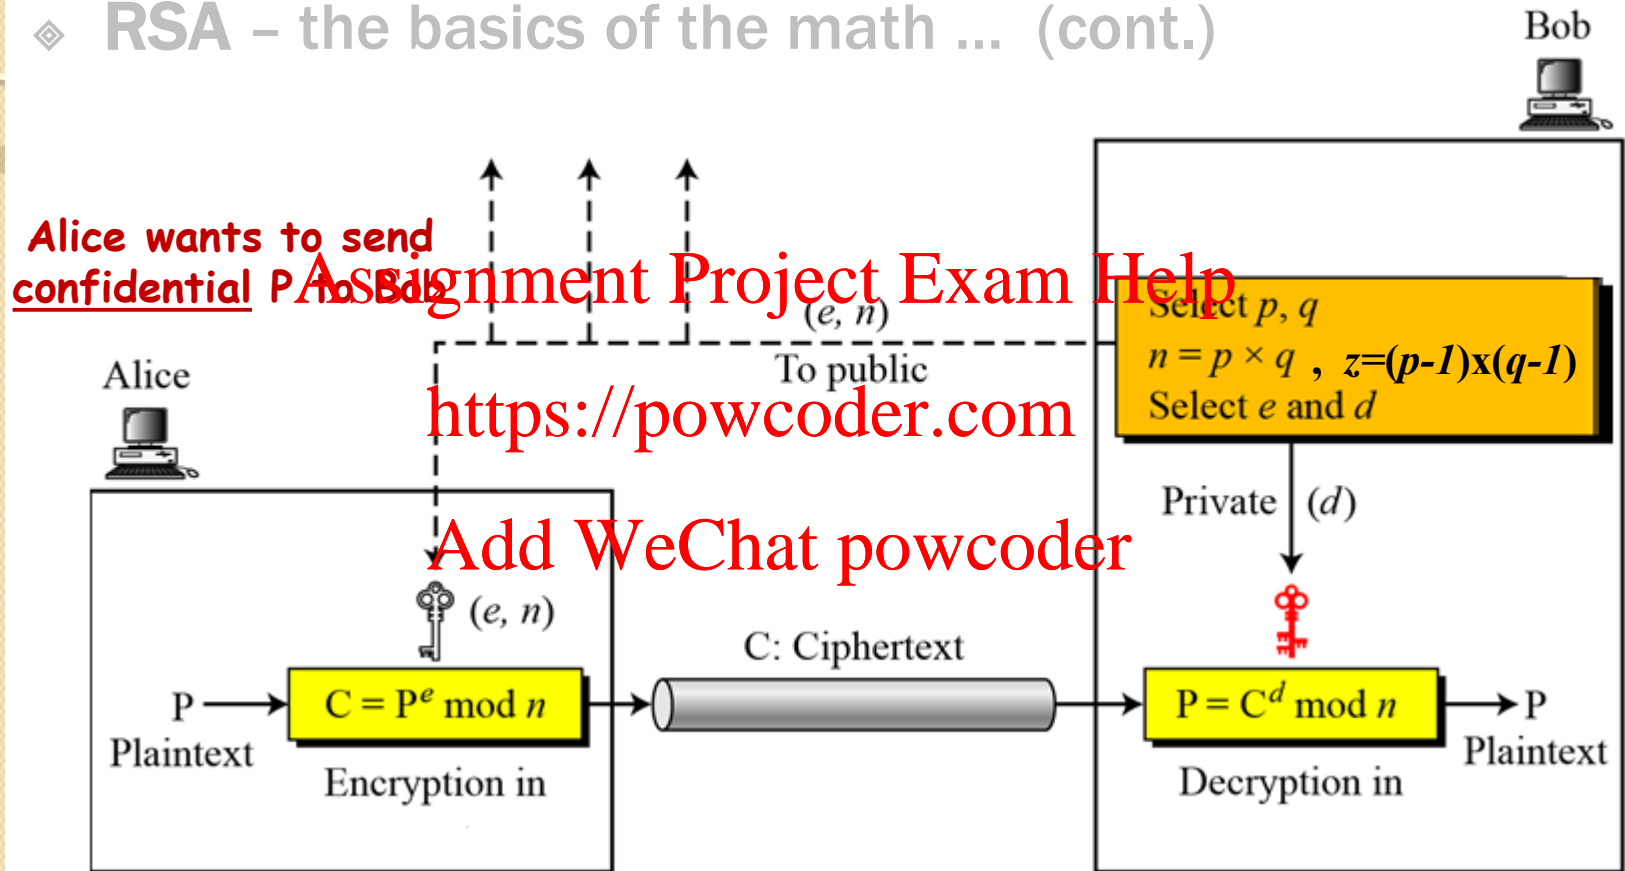 RSA – the basics of the math ... (cont.)
Bob
Alice wants to send
confidential P to Bob
Assignment Project Exam Help
(e, n)
To public
Select p, q
n = p × q , z=(p-1)x(q-1)
Select e and d
Alice
https://powcoder.com
Private (d)
Add WeChat powcoder
(e, n)
C: Ciphertext
P
Plaintext
C = Pᵉ mod n
Encryption in
P = Cᵈ mod n
Decryption in
P
Plaintext